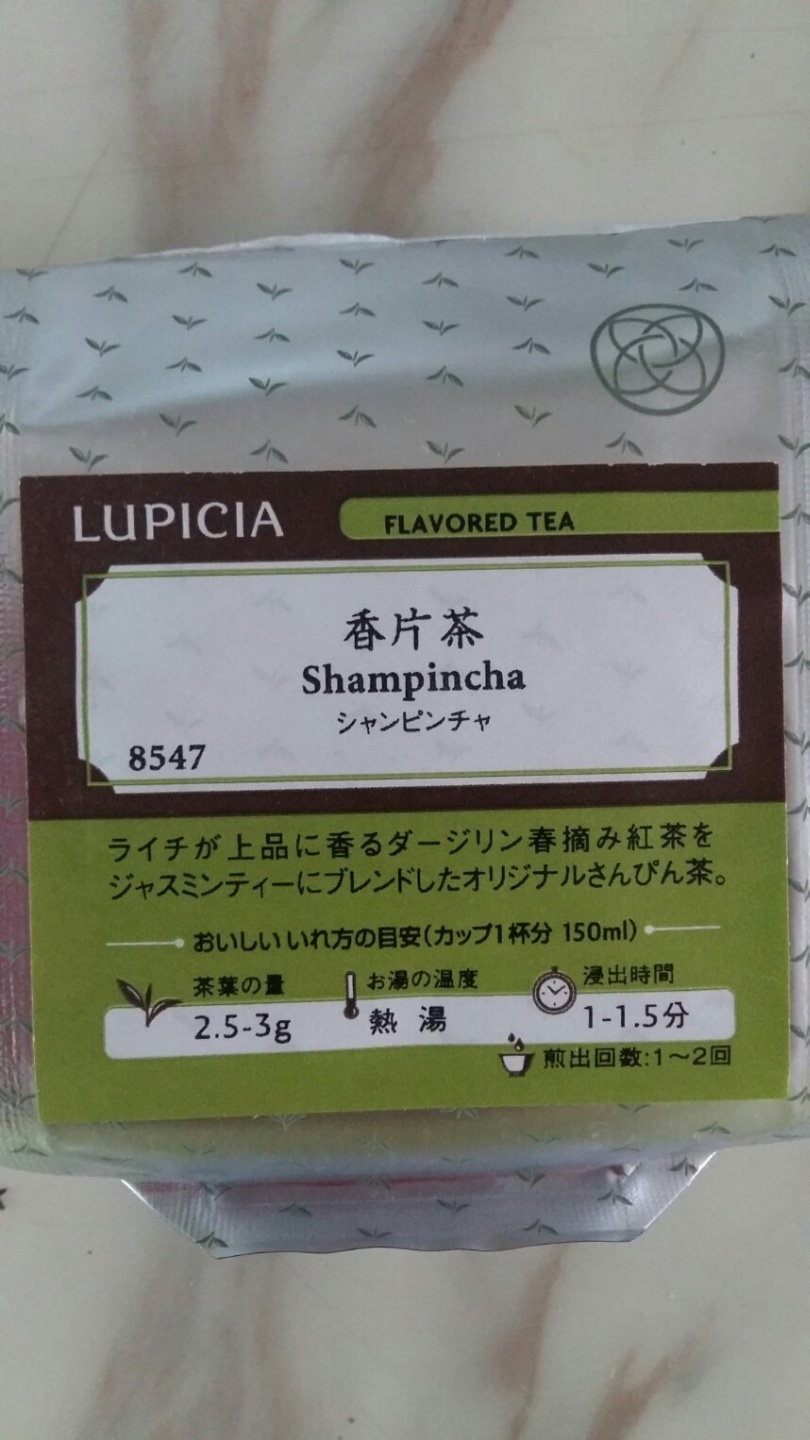 LUPICIA
FLAVORED TEA
香片茶
Shampincha
シャンピンチャ
8547
ライチが上品に香るダージリン春摘み紅茶を
ジャスミンティーにブレンドしたオリジナルさんぴん茶。
おいしいいれ方の目安(カップ1杯分 150ml)
茶葉の量 お湯の温度 浸出時間
2.5-3g 熱湯 1-1.5分
煎出回数:1〜2回